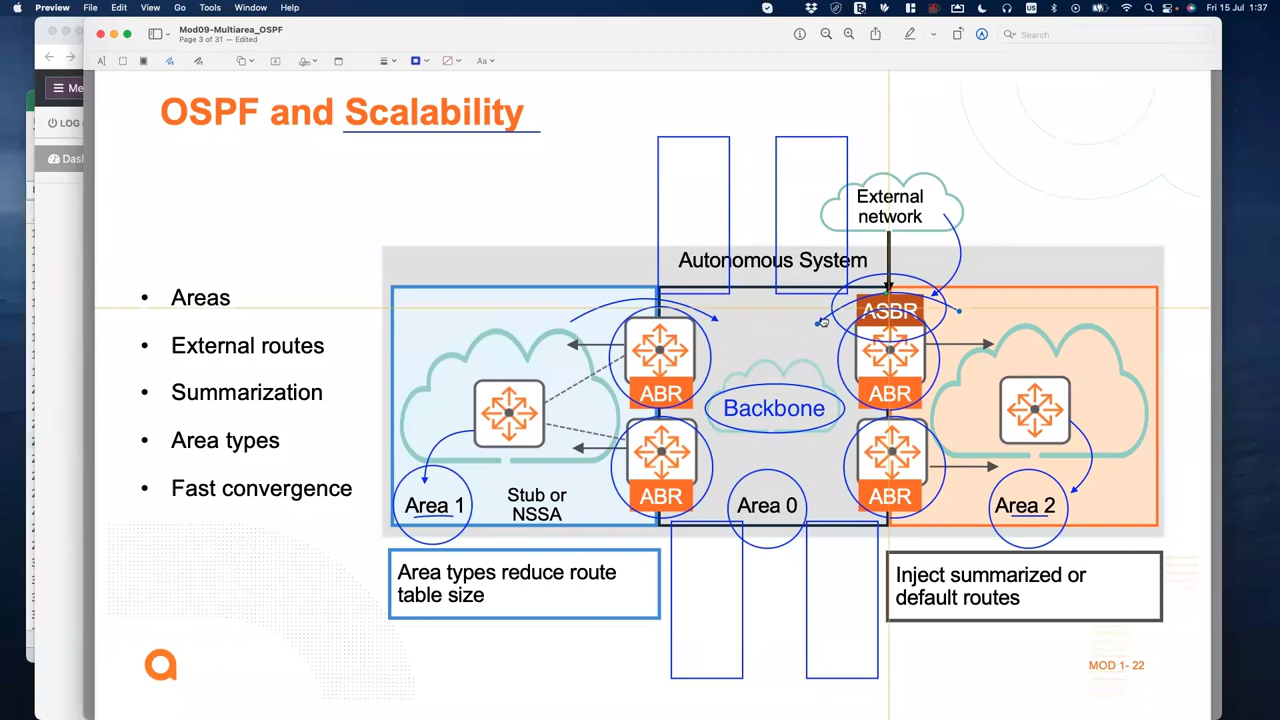 Preview File Edit View Go Tools Window Help
Fri 15 Jul 1:37
Mod09-Multiarea_OSPF
Page 3 of 31 — Edited
Search
Aa
Me
LOG
Dash
OSPF and Scalability
External
network
Autonomous System
• Areas
• External routes
• Summarization
• Area types
• Fast convergence
ASBR
ABR
ABR
Backbone
ABR
ABR
Area 1
Stub or
NSSA
Area 0
Area 2
Area types reduce route
table size
Inject summarized or
default routes
MOD 1- 22